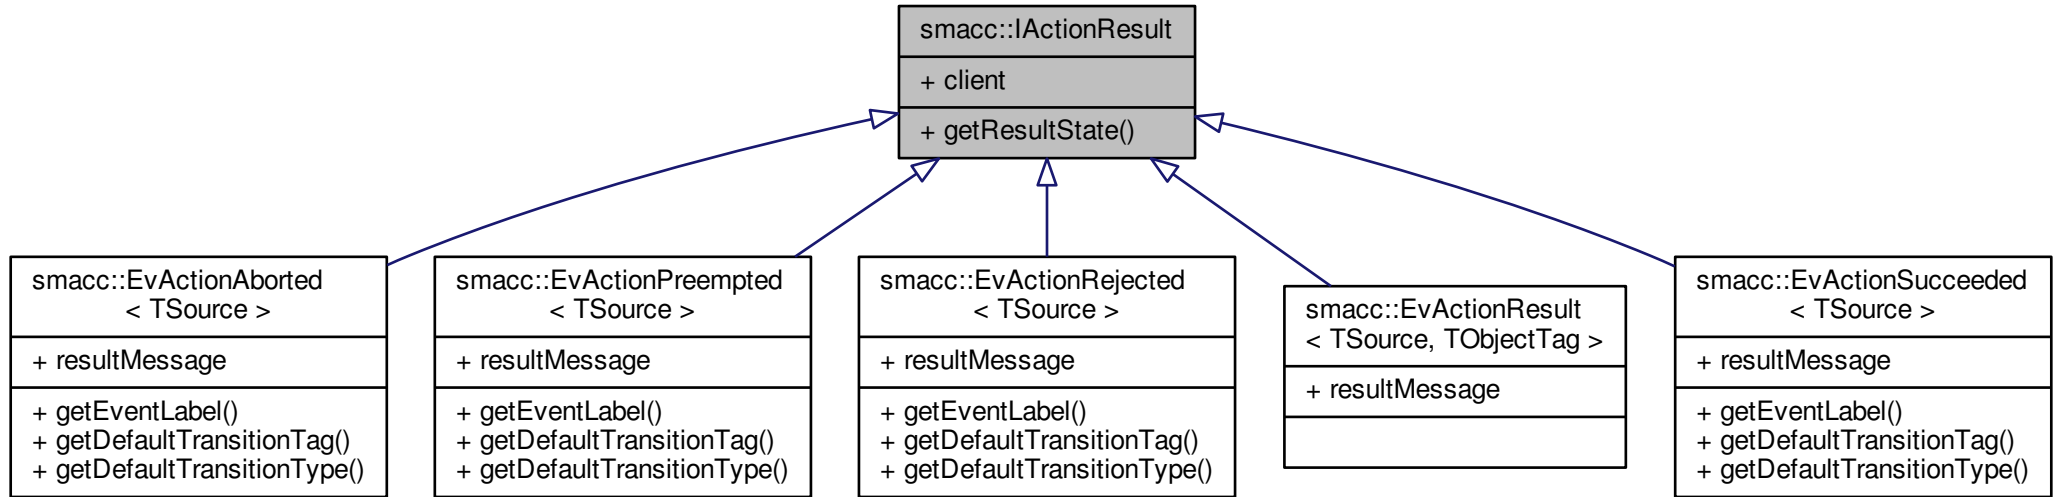 smacc::IActionResult
+ client
+ getResultState()
smacc::EvActionAborted
< TSource >
+ resultMessage
+ getEventLabel()
+ getDefaultTransitionTag()
+ getDefaultTransitionType()
smacc::EvActionPreempted
< TSource >
+ resultMessage
+ getEventLabel()
+ getDefaultTransitionTag()
+ getDefaultTransitionType()
smacc::EvActionRejected
< TSource >
+ resultMessage
+ getEventLabel()
+ getDefaultTransitionTag()
+ getDefaultTransitionType()
smacc::EvActionResult
< TSource, TObjectTag >
+ resultMessage
smacc::EvActionSucceeded
< TSource >
+ resultMessage
+ getEventLabel()
+ getDefaultTransitionTag()
+ getDefaultTransitionType()